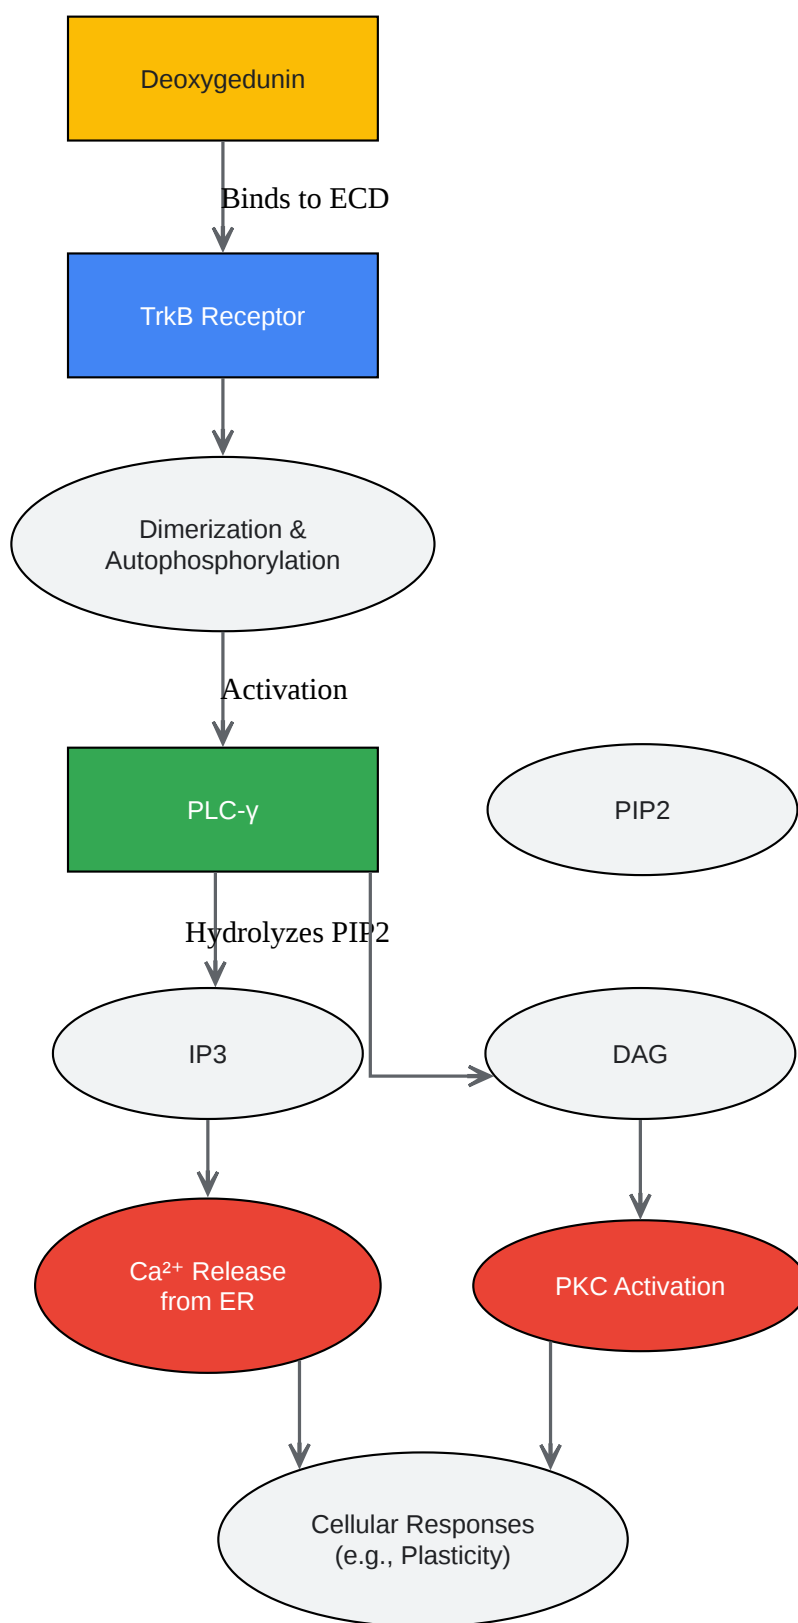 Deoxygedunin
Binds to ECD
TrkB Receptor
Dimerization &
Autophosphorylation
Activation
PLC-γ
PIP2
Hydrolyzes PIP2
IP3
DAG
Ca²⁺ Release
from ER
PKC Activation
Cellular Responses
(e.g., Plasticity)